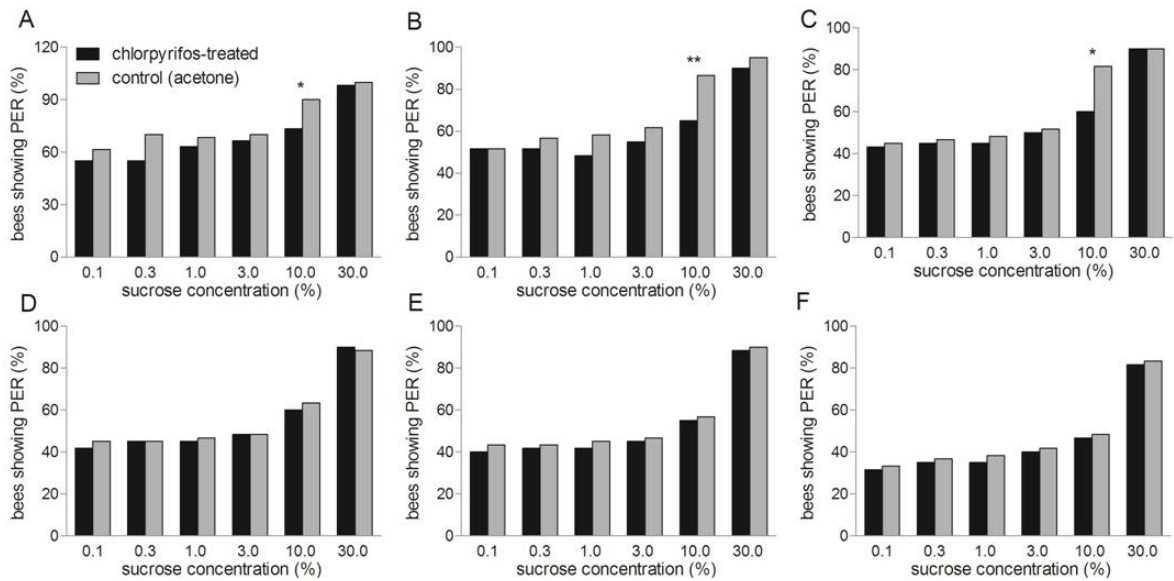 A
bees showing PER (%)
120
90
60
30
0
chlorpyrifos-treated
control (acetone)
*
0.1 0.3 1.0 3.0 10.0 30.0
sucrose concentration (%)
B
bees showing PER (%)
100
80
60
40
20
0
**
0.1 0.3 1.0 3.0 10.0 30.0
sucrose concentration (%)
C
bees showing PER (%)
100
80
60
40
20
0
*
0.1 0.3 1.0 3.0 10.0 30.0
sucrose concentration (%)
D
bees showing PER (%)
100
80
60
40
20
0
0.1 0.3 1.0 3.0 10.0 30.0
sucrose concentration (%)
E
bees showing PER (%)
100
80
60
40
20
0
0.1 0.3 1.0 3.0 10.0 30.0
sucrose concentration (%)
F
bees showing PER (%)
100
80
60
40
20
0
0.1 0.3 1.0 3.0 10.0 30.0
sucrose concentration (%)